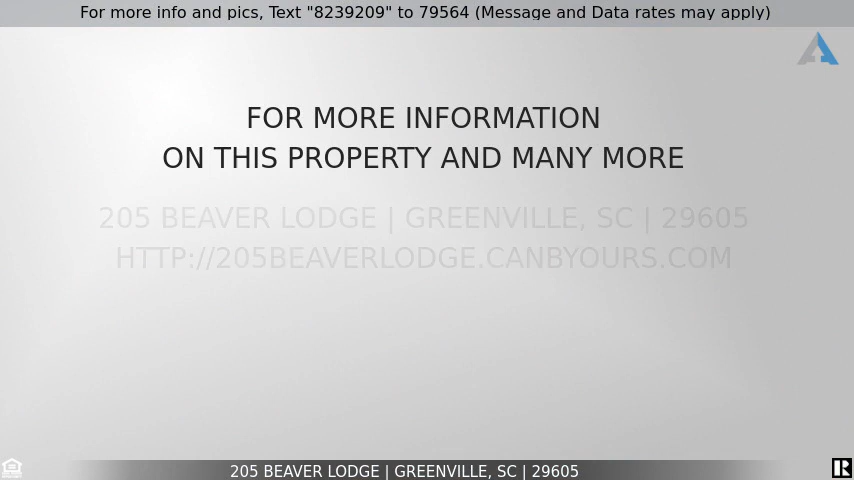 For more info and pics, Text "8239209" to 79564 (Message and Data rates may apply)
FOR MORE INFORMATION
ON THIS PROPERTY AND MANY MORE
205 BEAVER LODGE | GREENVILLE, SC | 29605
HTTP://205BEAVERLODGE.CANBYOURS.COM
205 BEAVER LODGE | GREENVILLE, SC | 29605